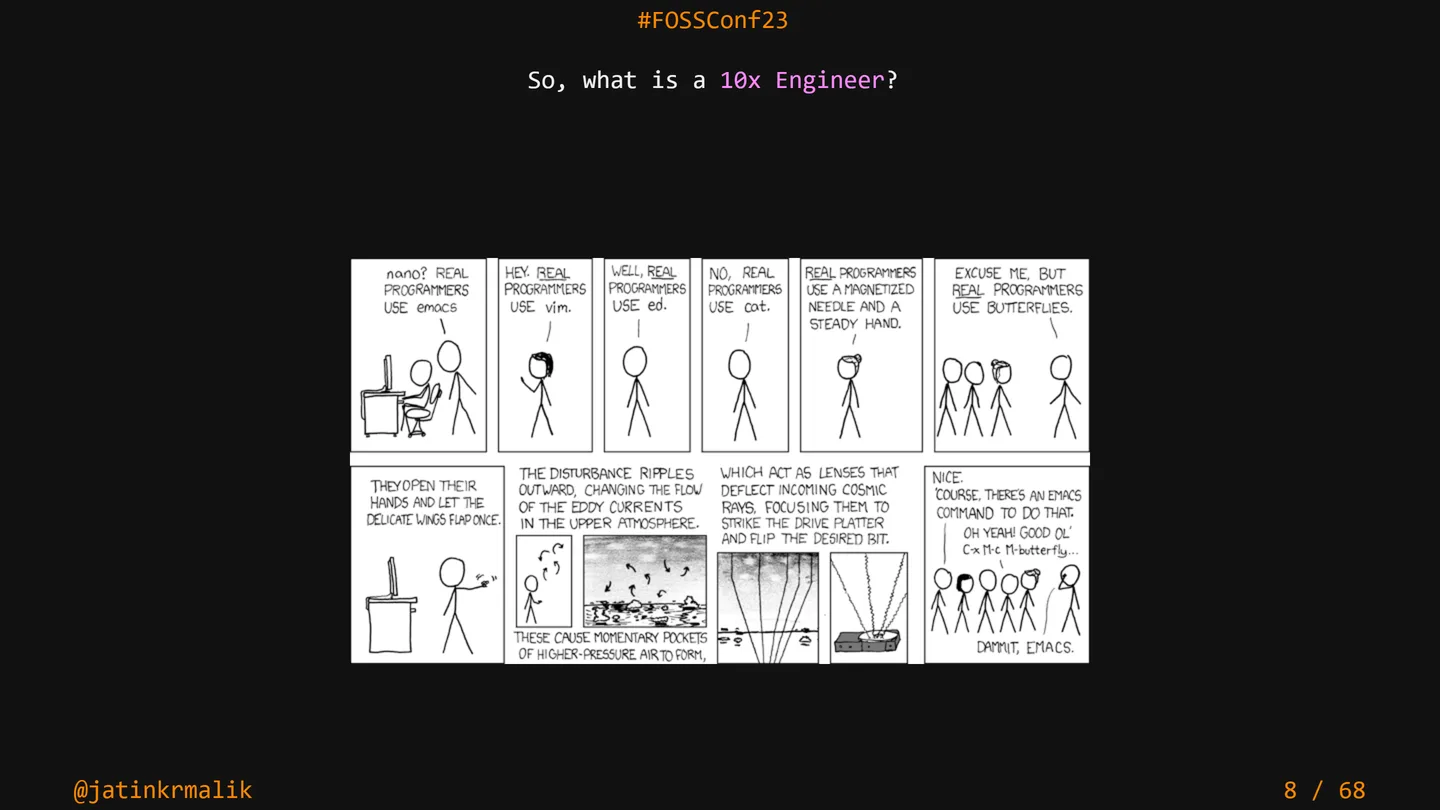 #FOSSConf23
So, what is a 10x Engineer?
nano? REAL
PROGRAMMERS
USE emacs
HEY. REAL
PROGRAMMERS
USE vim.
WELL, REAL
PROGRAMMERS
USE ed.
NO, REAL
PROGRAMMERS
USE cat.
REAL PROGRAMMERS
USE A MAGNETIZED
NEEDLE AND A
STEADY HAND.
EXCUSE ME, BUT
REAL PROGRAMMERS
USE BUTTERFLIES.
THEY OPEN THEIR
HANDS AND LET THE
DELICATE WINGS FLAP ONCE.
THE DISTURBANCE RIPPLES
OUTWARD, CHANGING THE FLOW
OF THE EDDY CURRENTS
IN THE UPPER ATMOSPHERE.
THESE CAUSE MOMENTARY POCKETS
OF HIGHER-PRESSURE AIR TO FORM,
WHICH ACT AS LENSES THAT
DEFLECT INCOMING COSMIC
RAYS, FOCUSING THEM TO
STRIKE THE DRIVE PLATTER
AND FLIP THE DESIRED BIT.
NICE.
'COURSE, THERE'S AN EMACS
COMMAND TO DO THAT.
OH YEAH! GOOD OL'
C-x M-c M-butterfly...
DAMMIT, EMACS.
@jatinkrmalik
8 / 68